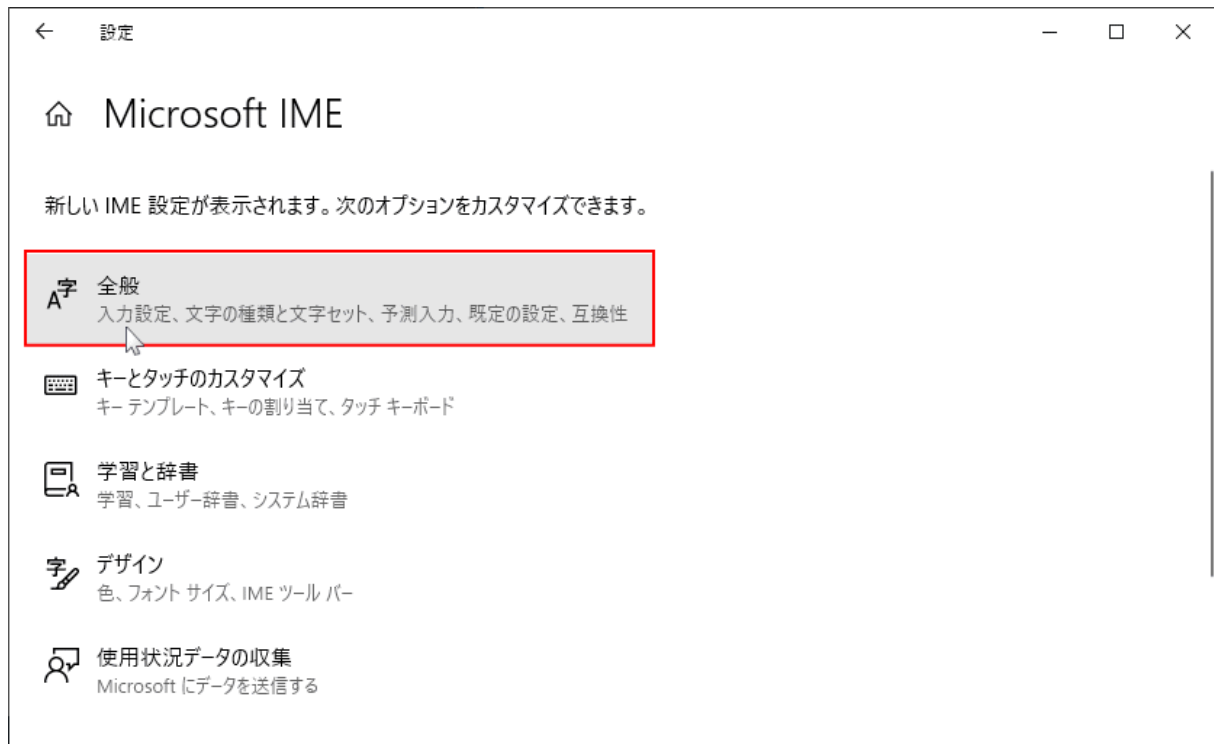 設定
Microsoft IME
新しい IME 設定が表示されます。次のオプションをカスタマイズできます。
全般
入力設定、文字の種類と文字セット、予測入力、既定の設定、互換性
キーとタッチのカスタマイズ
キー テンプレート、キーの割り当て、タッチ キーボード
学習と辞書
学習、ユーザー辞書、システム辞書
デザイン
色、フォント サイズ、IME ツール バー
使用状況データの収集
Microsoft にデータを送信する